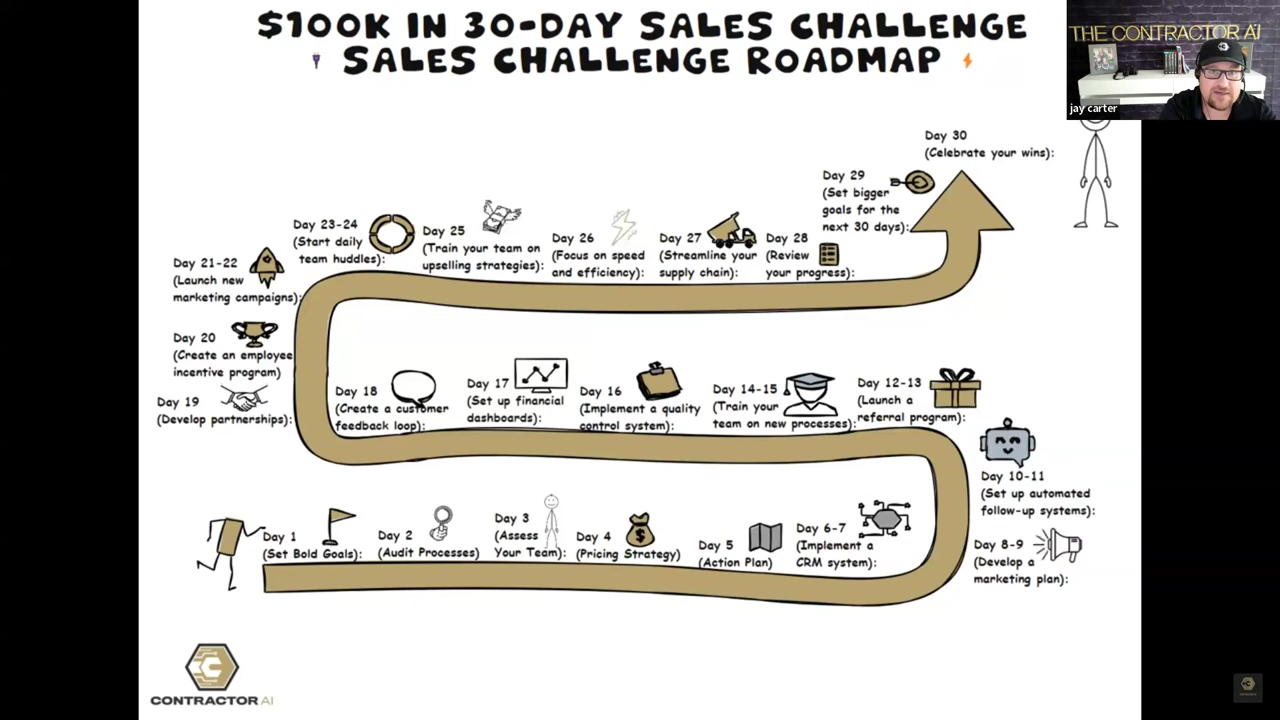 $100K IN 30-DAY SALES CHALLENGE
SALES CHALLENGE ROADMAP
THE CONTRACTOR AI
jay carter
Day 30
(Celebrate your wins):
Day 29
(Set bigger
goals for the
next 30 days):
Day 23-24
(Start daily
team huddles):
Day 25
(Train your team on
upselling strategies):
Day 26
(Focus on speed
and efficiency):
Day 27
(Streamline your
supply chain):
Day 28
(Review
your progress):
Day 21-22
(Launch new
marketing campaigns):
Day 20
(Create an employee
incentive program)
Day 19
(Develop partnerships):
Day 18
(Create a customer
feedback loop):
Day 17
(Set up financial
dashboards):
Day 16
(Implement a quality
control system):
Day 14-15
(Train your
team on new processes):
Day 12-13
(Launch a
referral program):
Day 10-11
(Set up automated
follow-up systems):
Day 8-9
(Develop a
marketing plan):
Day 1
(Set Bold Goals):
Day 2
(Audit Processes)
Day 3
(Assess
Your Team):
Day 4
(Pricing Strategy)
Day 5
(Action Plan)
Day 6-7
(Implement a
CRM system):
CONTRACTOR AI